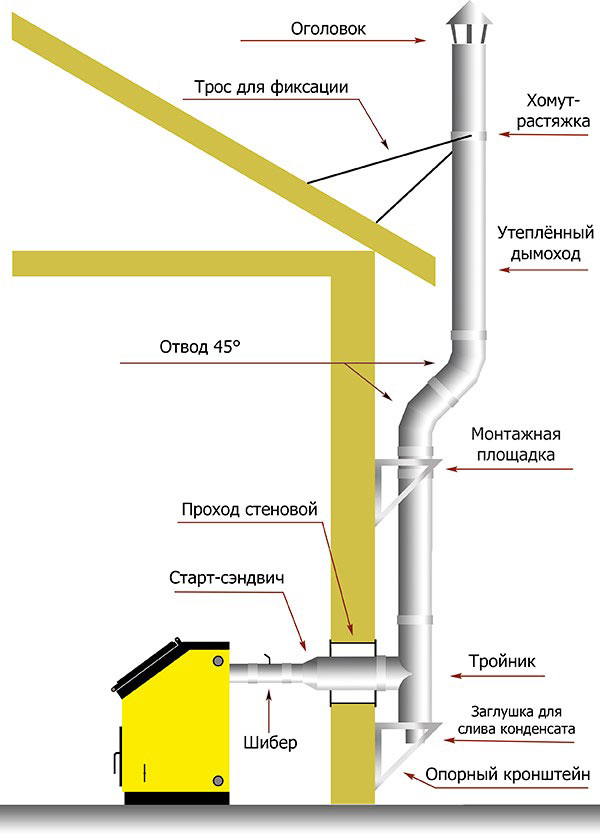 Оголовок
Трос для фиксации
Хомут-
растяжка
Утеплённый
дымоход
Отвод 45°
Монтажная
площадка
Проход стеновой
Старт-сэндвич
Тройник
Заглушка для
слива конденсата
Шибер
Опорный кронштейн